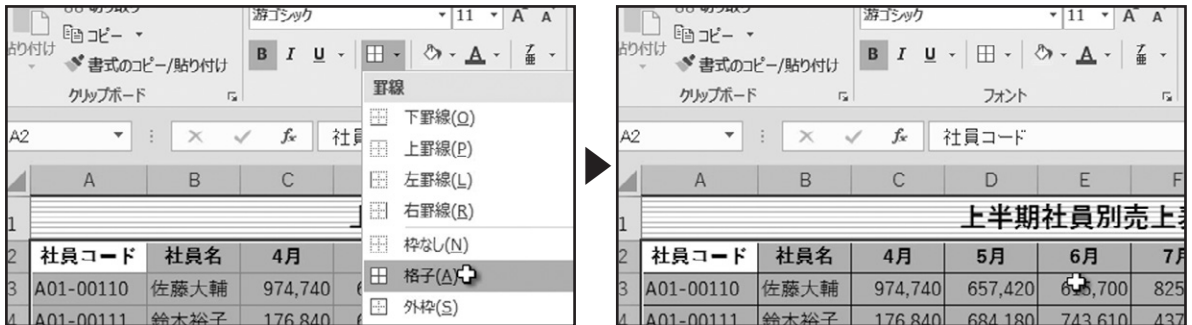 游ゴシック 11 A A
コピー
貼り付け
書式のコピー/貼り付け
B I U A ア亜
クリップボード
罫線
下罫線(O)
上罫線(P)
左罫線(L)
右罫線(R)
枠なし(N)
格子(A)
外枠(S)
A2 fx
A B C
1
2 社員コード 社員名 4月
3 A01-00110 佐藤大輔 974,740
4 A01-00111 鈴木裕子 176,840
游ゴシック 11 A A
コピー
貼り付け
書式のコピー/貼り付け
B I U A ア亜
クリップボード フォント
A2 fx 社員コード
A B C D E F
1 上半期社員別売上表
2 社員コード 社員名 4月 5月 6月 7月
3 A01-00110 佐藤大輔 974,740 657,420 825
4 A01-00111 鈴木裕子 176,840 684,180 743,610 437